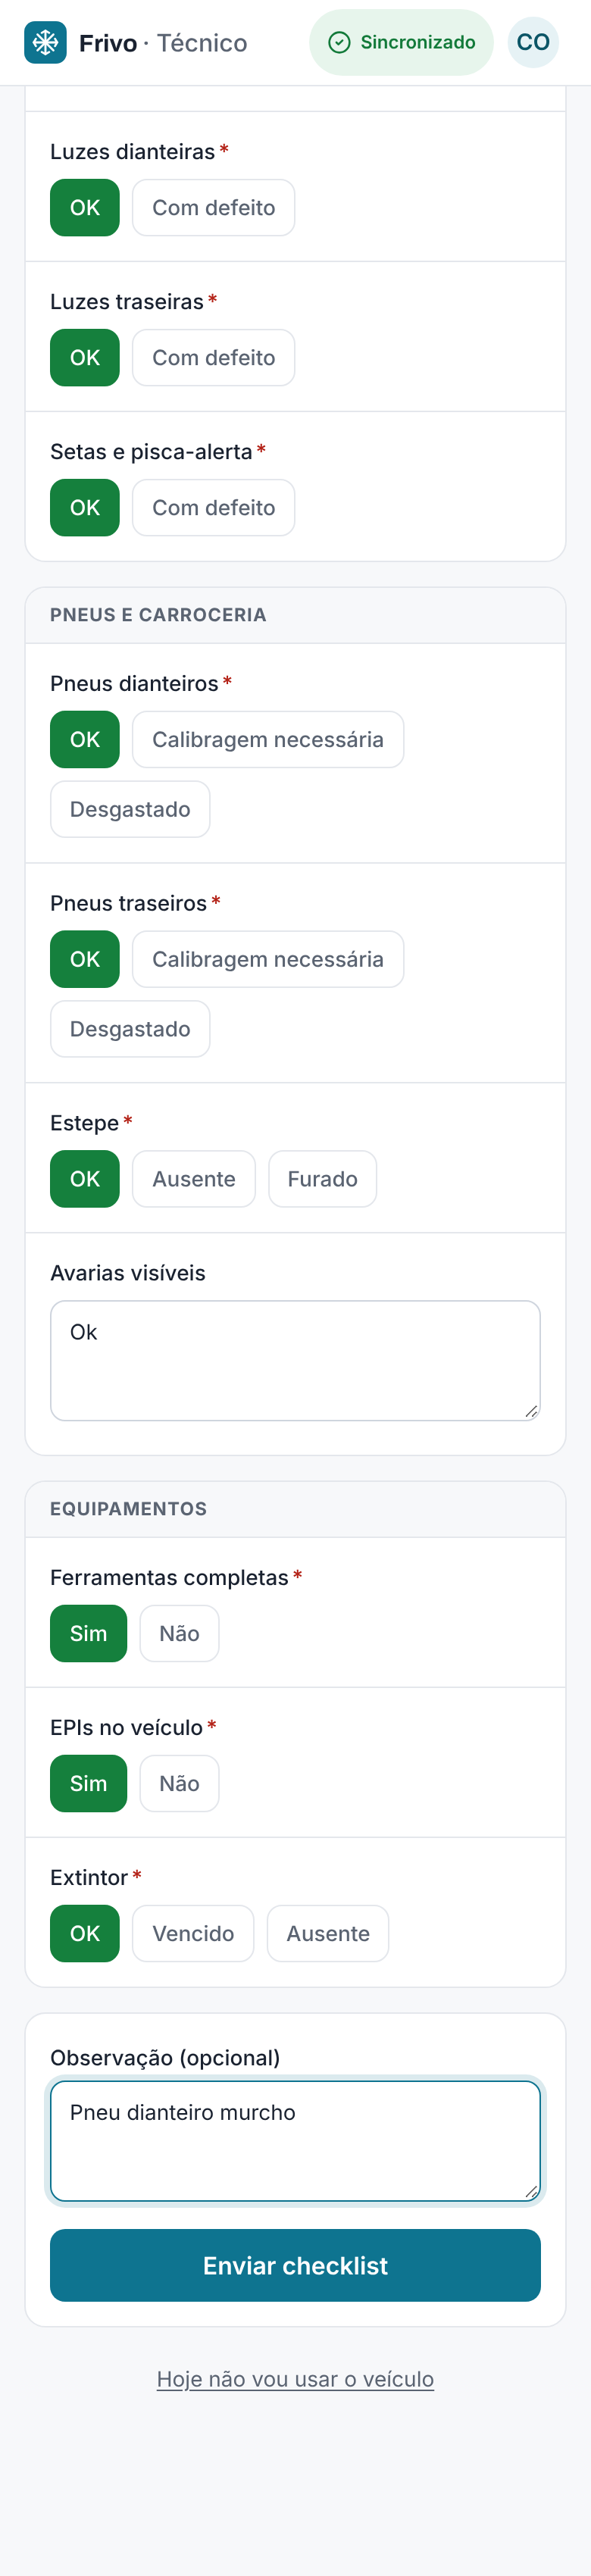 Frivo · Técnico
Sincronizado
CO
Luzes dianteiras *
OK
Com defeito
Luzes traseiras *
OK
Com defeito
Setas e pisca-alerta *
OK
Com defeito
PNEUS E CARROCERIA
Pneus dianteiros *
OK
Calibragem necessária
Desgastado
Pneus traseiros *
OK
Calibragem necessária
Desgastado
Estepe *
OK
Ausente
Furado
Avarias visíveis
Ok
EQUIPAMENTOS
Ferramentas completas *
Sim
Não
EPIs no veículo *
Sim
Não
Extintor *
OK
Vencido
Ausente
Observação (opcional)
Pneu dianteiro murcho
Enviar checklist
Hoje não vou usar o veículo